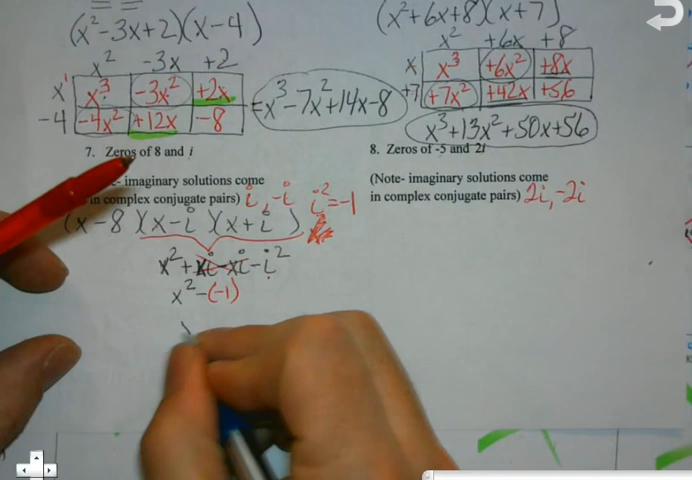 (x²-3x+2)(x-4)
x² -3x +2
x x³ -3x² +2x
-4 -4x² +12x -8
=x³-7x²+14x-8
(x²+6x+8)(x+7)
x² +6x +8
x x³ +6x² +8x
+7 +7x² +42x +56
x³+13x²+50x+56
7. Zeros of 8 and i
- imaginary solutions come
in complex conjugate pairs) i, -i i²=-1
(x-8)(x-i)(x+i)
x²+xi-xi-i²
x²-(-1)
8. Zeros of -5 and 2i
(Note- imaginary solutions come
in complex conjugate pairs) 2i, -2i